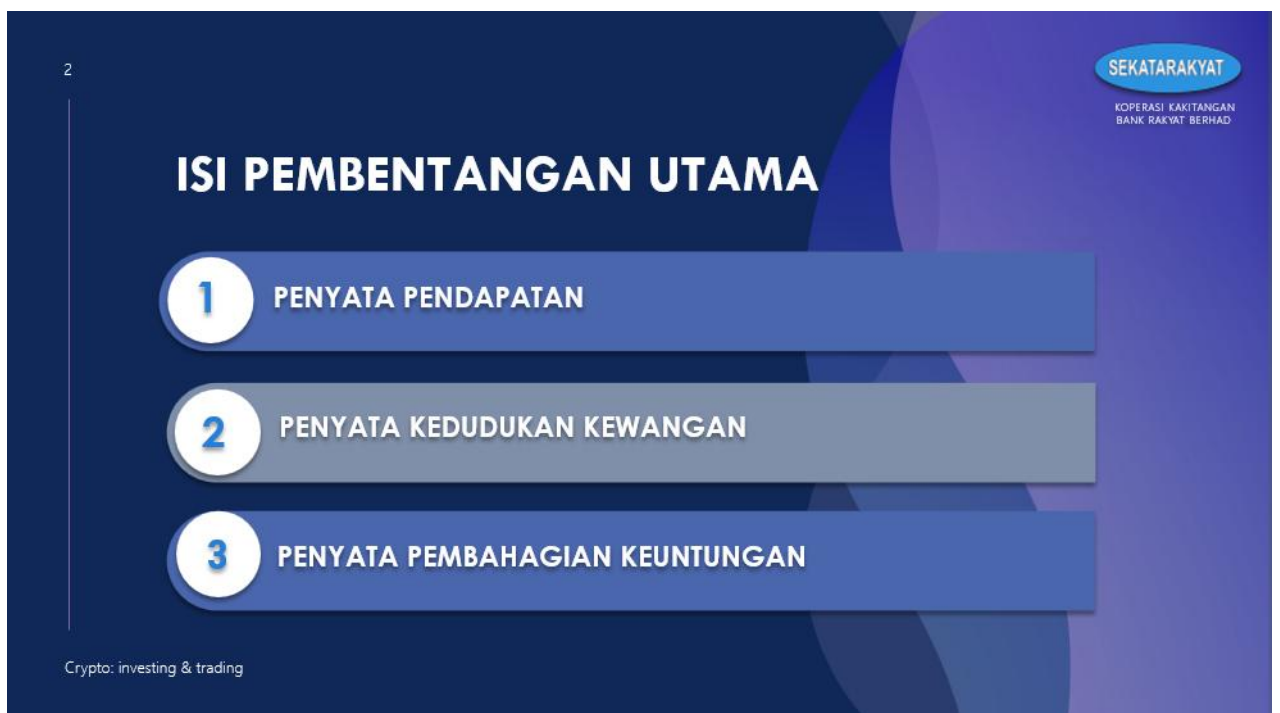 2
SEKATARAKYAT
KOPERASI KAKITANGAN
BANK RAKYAT BERHAD
ISI PEMBENTANGAN UTAMA
1
PENYATA PENDAPATAN
2
PENYATA KEDUDUKAN KEWANGAN
3
PENYATA PEMBAHAGIAN KEUNTUNGAN
Crypto: investing & trading